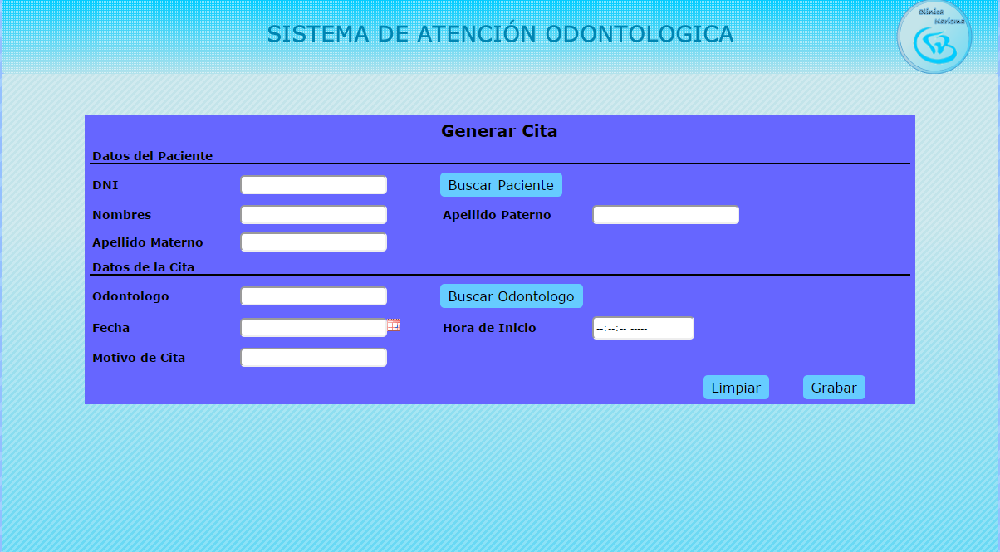 SISTEMA DE ATENCIÓN ODONTOLOGICA
Clinica
Karisma
Generar Cita
Datos del Paciente
DNI
Buscar Paciente
Nombres
Apellido Paterno
Apellido Materno
Datos de la Cita
Odontologo
Buscar Odontologo
Fecha
Hora de Inicio
--:--:-- -----
Motivo de Cita
Limpiar
Grabar